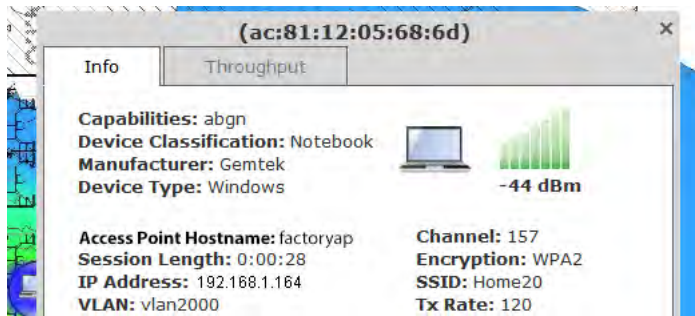 (ac:81:12:05:68:6d) ×
Info Throughput
Capabilities: abgn
Device Classification: Notebook
Manufacturer: Gemtek
Device Type: Windows
-44 dBm
Access Point Hostname: factoryap
Session Length: 0:00:28
IP Address: 192.168.1.164
VLAN: vlan2000
Channel: 157
Encryption: WPA2
SSID: Home20
Tx Rate: 120